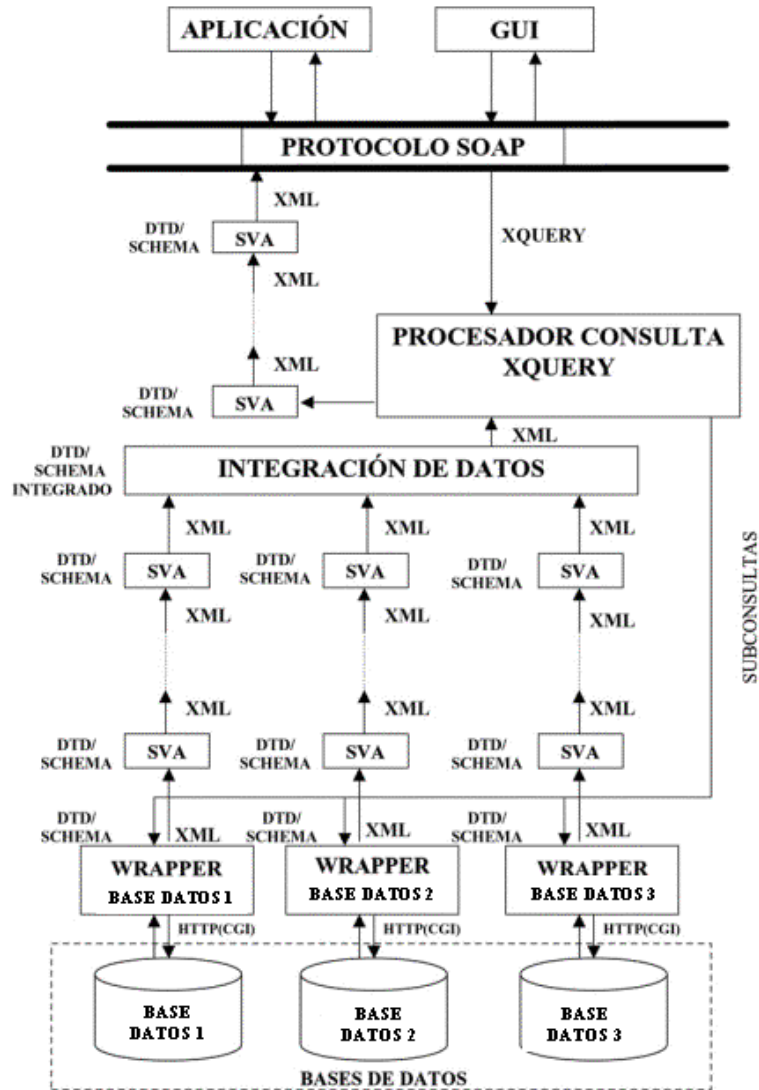 APLICACIÓN
GUI
PROTOCOLO SOAP
XML
DTD/
SCHEMA
SVA
XQUERY
XML
PROCESADOR CONSULTA
XQUERY
XML
DTD/
SCHEMA
SVA
XML
DTD/
SCHEMA
INTEGRADO
INTEGRACIÓN DE DATOS
XML
XML
XML
DTD/
SCHEMA
SVA
DTD/
SCHEMA
SVA
DTD/
SCHEMA
SVA
XML
XML
XML
SUBCONSULTAS
XML
XML
XML
DTD/
SCHEMA
SVA
DTD/
SCHEMA
SVA
DTD/
SCHEMA
SVA
DTD/
SCHEMA
XML
DTD/
SCHEMA
XML
DTD/
SCHEMA
XML
WRAPPER
BASE DATOS 1
WRAPPER
BASE DATOS 2
WRAPPER
BASE DATOS 3
HTTP(CGI)
HTTP(CGI)
HTTP(CGI)
BASE
DATOS 1
BASE
DATOS 2
BASE
DATOS 3
BASES DE DATOS